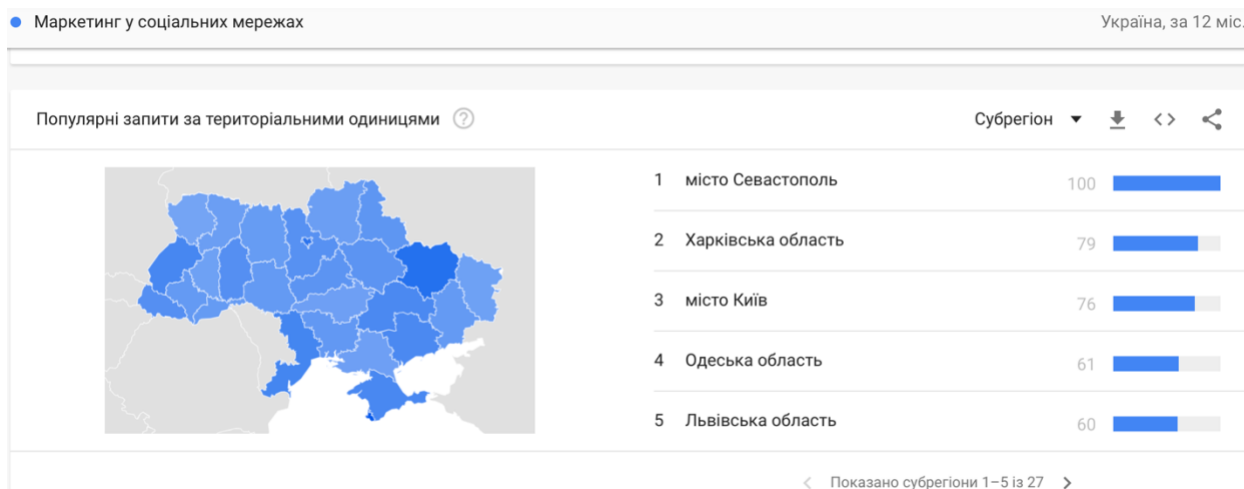 Маркетинг у соціальних мережах Україна, за 12 міс.
Популярні запити за територіальними одиницями ? Субрегіон
1 місто Севастополь 100
2 Харківська область 79
3 місто Київ 76
4 Одеська область 61
5 Львівська область 60
Показано субрегіони 1–5 із 27